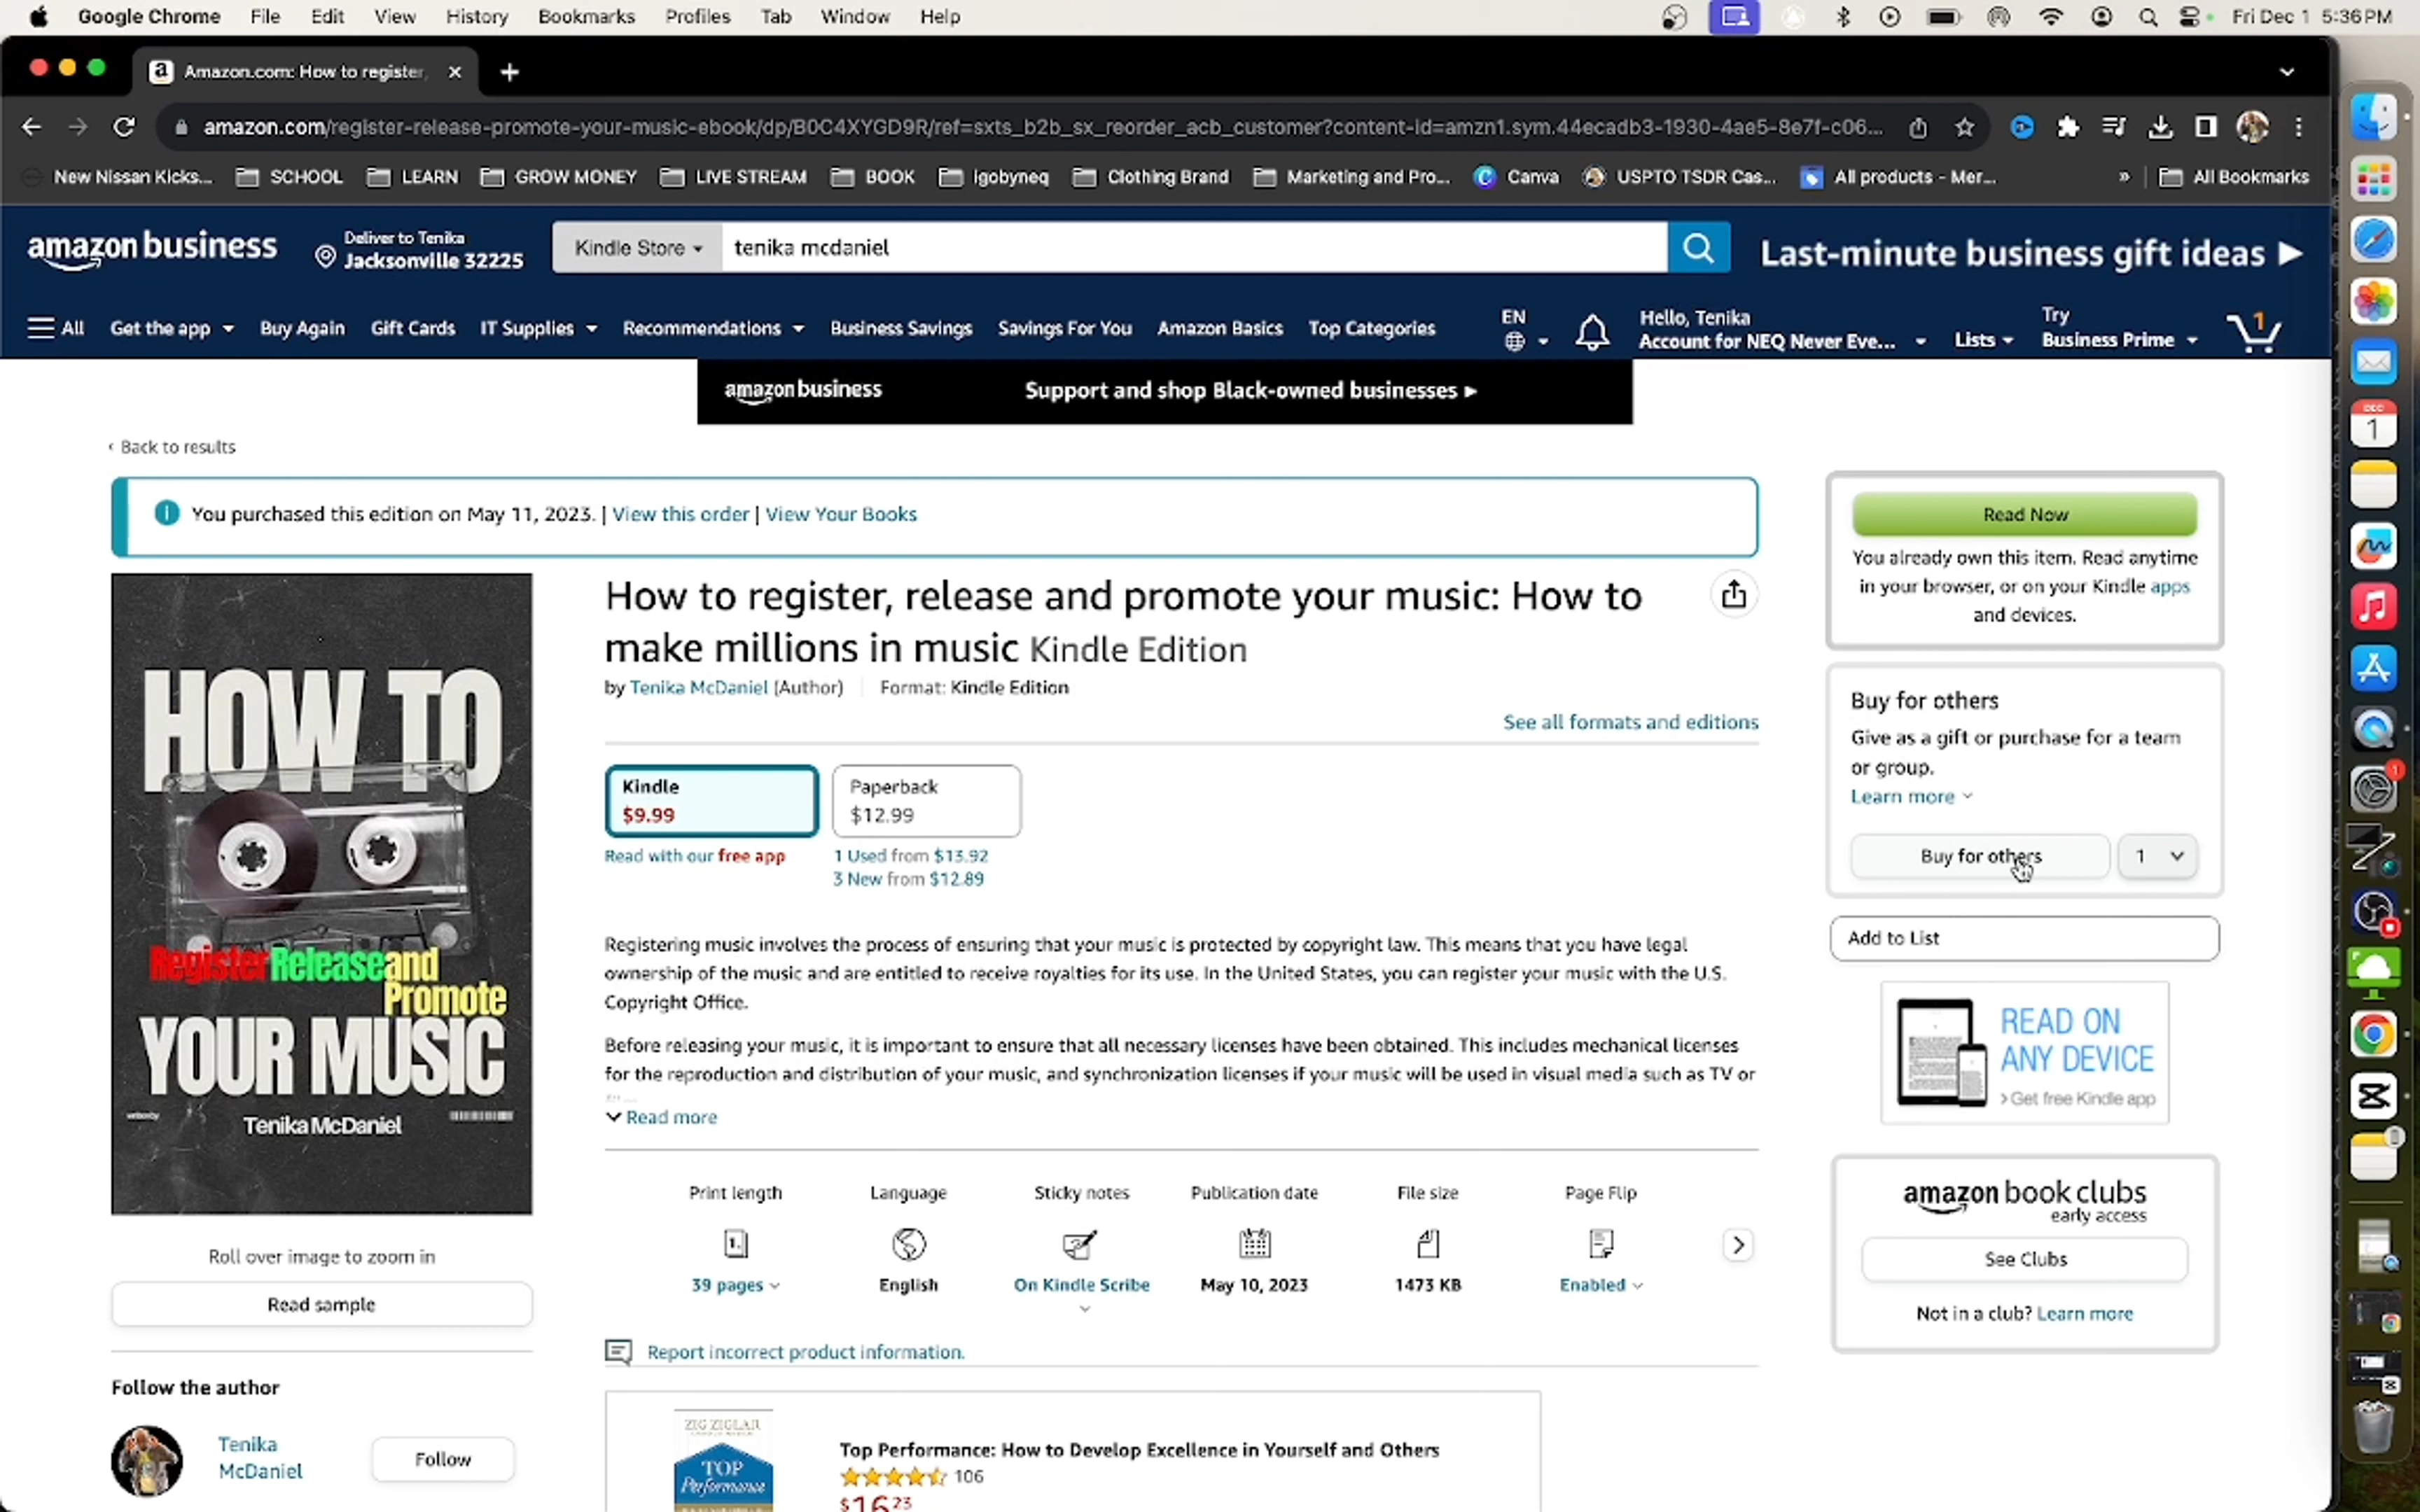 Google Chrome File Edit View History Bookmarks Profiles Tab Window Help Fri Dec 1 5:36 PM
Amazon.com: How to register,
amazon.com/register-release-promote-your-music-ebook/dp/B0C4XYGD9R/ref=sxts_b2b_sx_reorder_acb_customer?content-id=amzn1.sym.44ecadb3-1930-4ae5-8e7f-c06...
New Nissan Kicks... SCHOOL LEARN GROW MONEY LIVE STREAM BOOK igobyneq Clothing Brand Marketing and Pro... Canva USPTO TSDR Cas... All products - Mer... » All Bookmarks
amazon business
Deliver to Tenika
Jacksonville 32225
Kindle Store
tenika mcdaniel
Last-minute business gift ideas
All Get the app Buy Again Gift Cards IT Supplies Recommendations Business Savings Savings For You Amazon Basics Top Categories
EN
Hello, Tenika
Account for NEQ Never Eve...
Lists
Try
Business Prime
1
amazon business Support and shop Black-owned businesses
‹ Back to results
You purchased this edition on May 11, 2023. | View this order | View Your Books
HOW TO
Register Release and
Promote
YOUR MUSIC
Tenika McDaniel
Roll over image to zoom in
Read sample
Follow the author
Tenika
McDaniel
Follow
How to register, release and promote your music: How to
make millions in music Kindle Edition
by Tenika McDaniel (Author) Format: Kindle Edition
See all formats and editions
Kindle
$9.99
Read with our free app
Paperback
$12.99
1 Used from $13.92
3 New from $12.89
Registering music involves the process of ensuring that your music is protected by copyright law. This means that you have legal
ownership of the music and are entitled to receive royalties for its use. In the United States, you can register your music with the U.S.
Copyright Office.
Before releasing your music, it is important to ensure that all necessary licenses have been obtained. This includes mechanical licenses
for the reproduction and distribution of your music, and synchronization licenses if your music will be used in visual media such as TV or
Read more
Print length
39 pages
Language
English
Sticky notes
On Kindle Scribe
Publication date
May 10, 2023
File size
1473 KB
Page Flip
Enabled
Report incorrect product information.
ZIG ZIGLAR
TOP
Performance
Top Performance: How to Develop Excellence in Yourself and Others
106
$16.23
Read Now
You already own this item. Read anytime
in your browser, or on your Kindle apps
and devices.
Buy for others
Give as a gift or purchase for a team
or group.
Learn more
Buy for others 1
Add to List
READ ON
ANY DEVICE
› Get free Kindle app
amazon book clubs
early access
See Clubs
Not in a club? Learn more
DEC
1
1